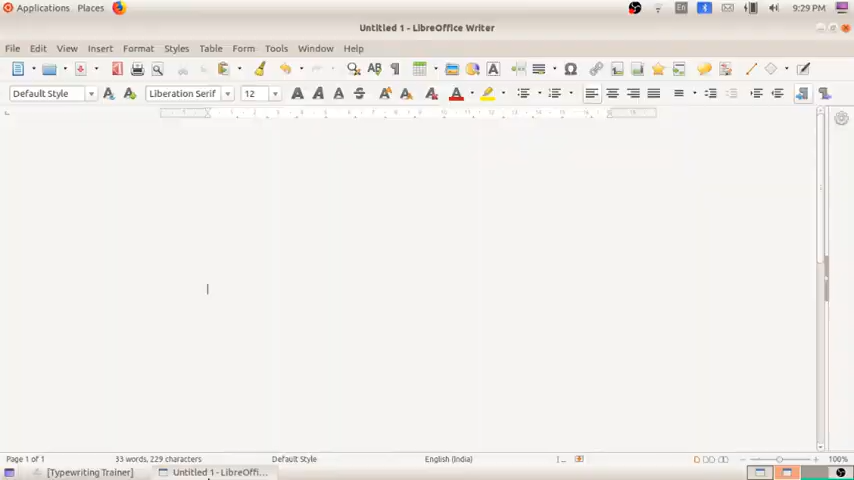 Applications Places 9:29 PM
Untitled 1 - LibreOffice Writer
File Edit View Insert Format Styles Table Form Tools Window Help
Default Style Liberation Serif 12
Page 1 of 1 33 words, 229 characters Default Style English (India) 100%
[Typewriting Trainer] Untitled 1 - LibreOffi...